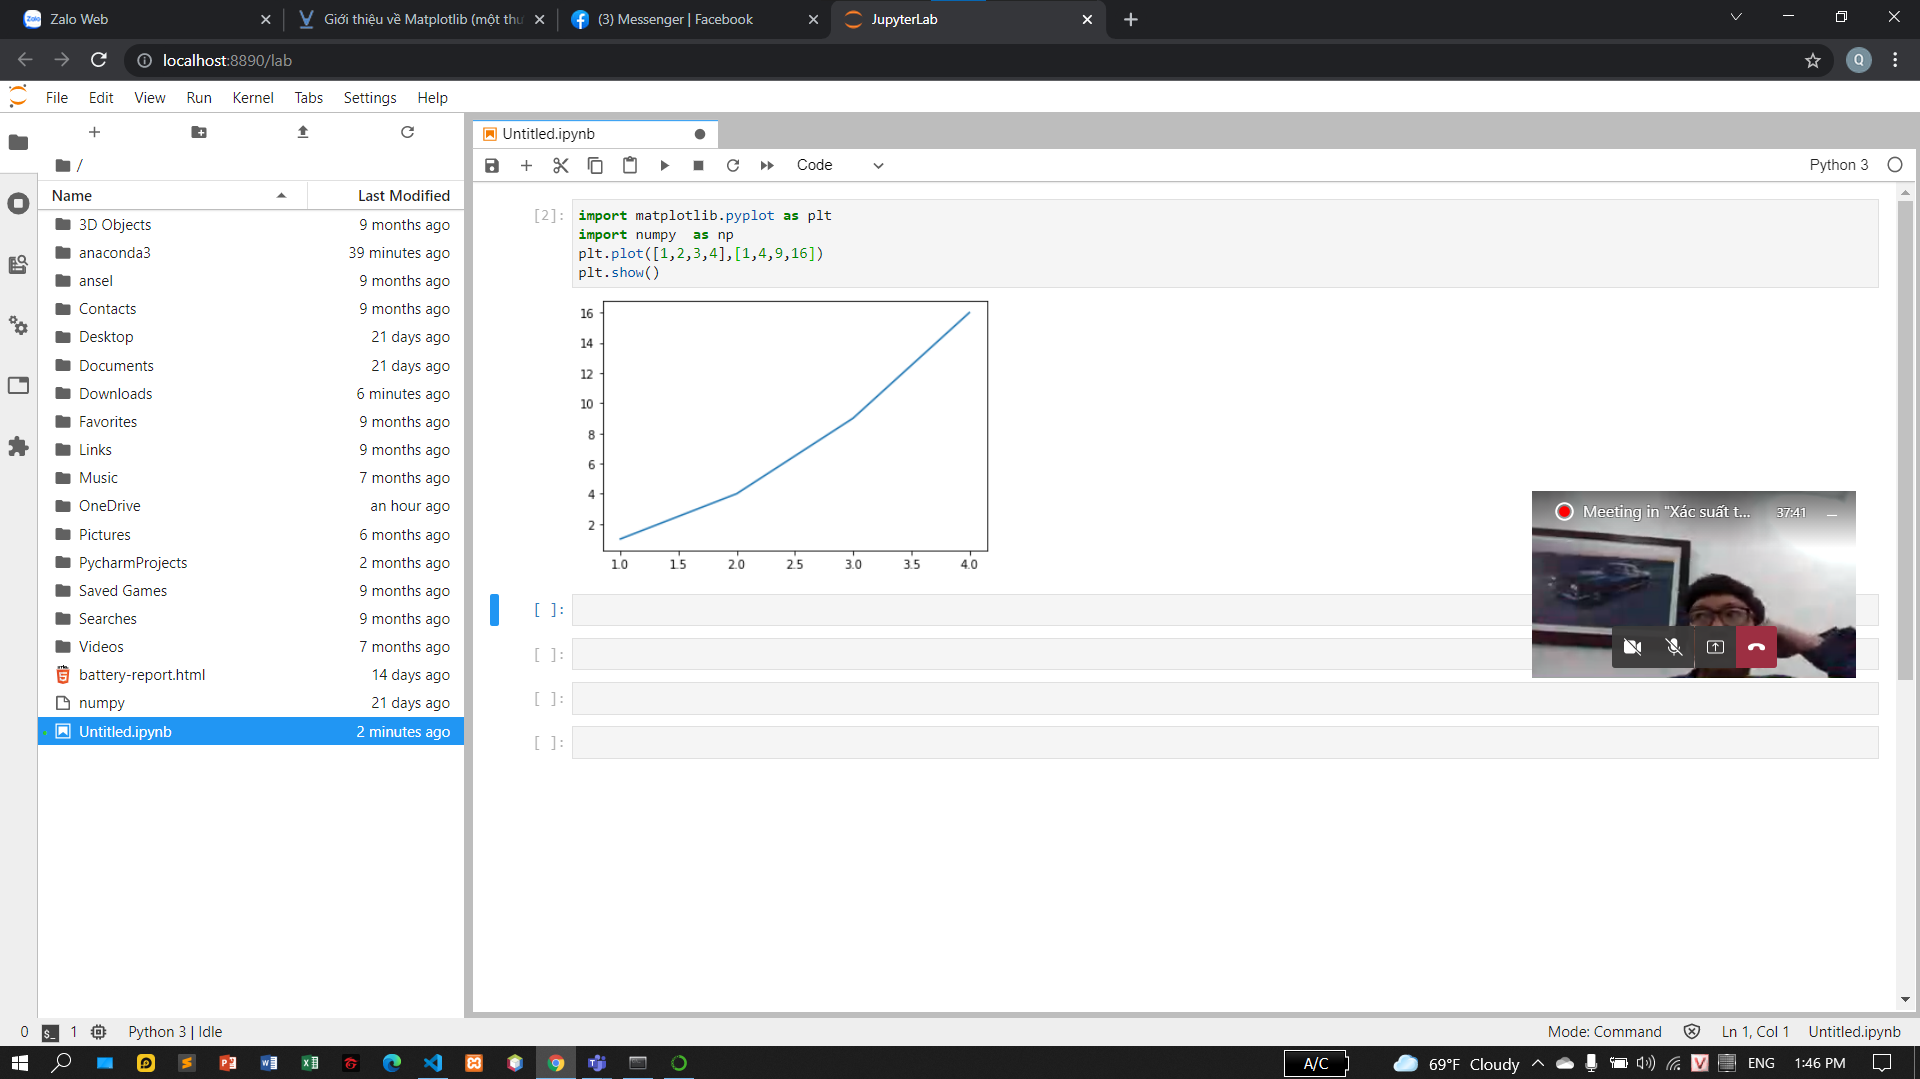 Zalo Web
Giới thiệu về Matplotlib (một thư
(3) Messenger | Facebook
JupyterLab
localhost:8890/lab
Q
File Edit View Run Kernel Tabs Settings Help
/
Name Last Modified
3D Objects 9 months ago
anaconda3 39 minutes ago
ansel 9 months ago
Contacts 9 months ago
Desktop 21 days ago
Documents 21 days ago
Downloads 6 minutes ago
Favorites 9 months ago
Links 9 months ago
Music 7 months ago
OneDrive an hour ago
Pictures 6 months ago
PycharmProjects 2 months ago
Saved Games 9 months ago
Searches 9 months ago
Videos 7 months ago
battery-report.html 14 days ago
numpy 21 days ago
Untitled.ipynb 2 minutes ago
Untitled.ipynb
Code
Python 3
[2]:
import matplotlib.pyplot as plt
import numpy  as np
plt.plot([1,2,3,4],[1,4,9,16])
plt.show()
16
14
12
10
8
6
4
2
1.0 1.5 2.0 2.5 3.0 3.5 4.0
[ ]:
[ ]:
[ ]:
[ ]:
Meeting in "Xác suất t... 37:41
0 1 Python 3 | Idle
Mode: Command Ln 1, Col 1 Untitled.ipynb
A/C
69°F Cloudy
ENG
1:46 PM